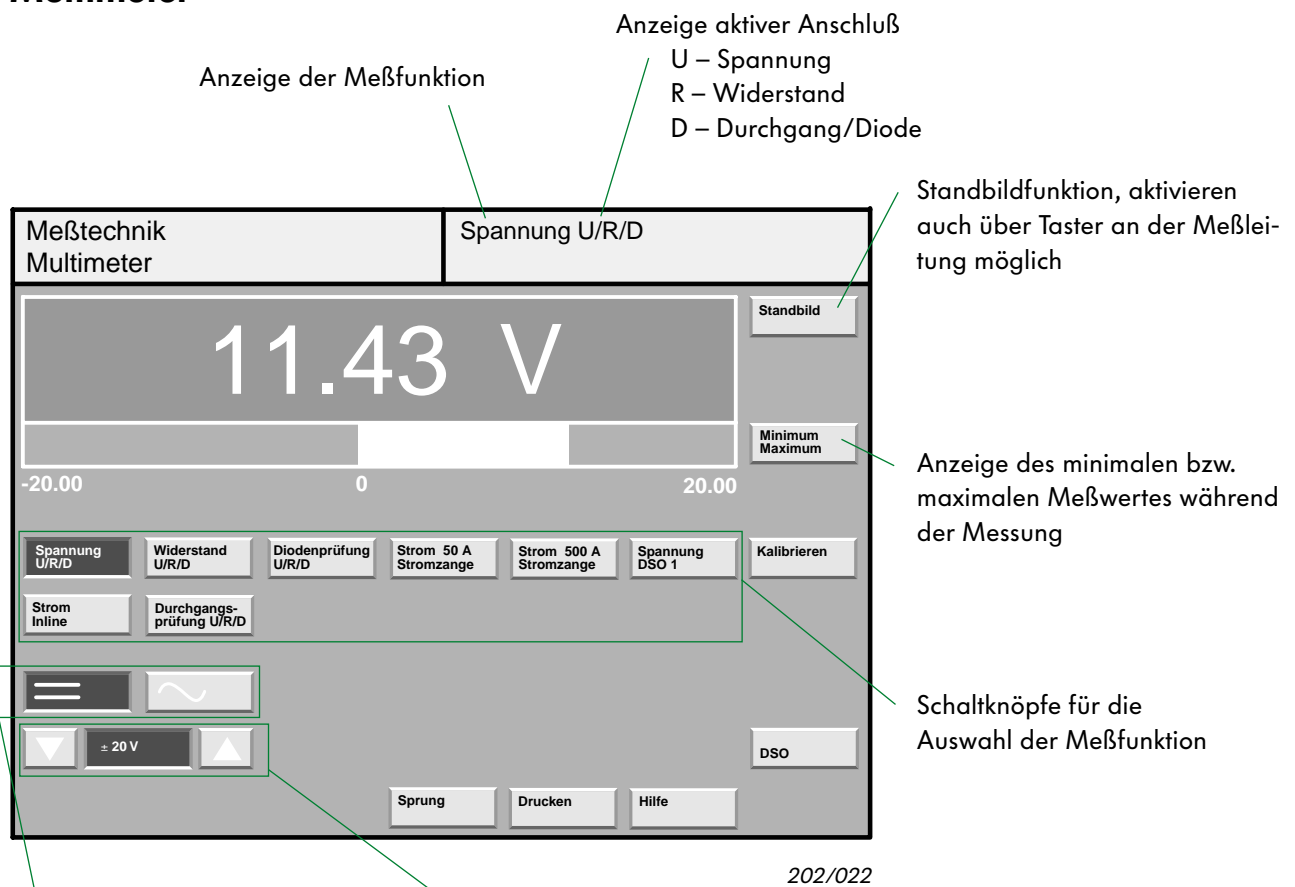 Anzeige aktiver Anschluß
U – Spannung
R – Widerstand
D – Durchgang/Diode
Anzeige der Meßfunktion
Standbildfunktion, aktivieren
auch über Taster an der Meßlei-
tung möglich
Meßtechnik
Multimeter
Spannung U/R/D
Standbild
11.43 V
Minimum
Maximum
-20.00 0 20.00
Anzeige des minimalen bzw.
maximalen Meßwertes während
der Messung
Spannung
U/R/D
Widerstand
U/R/D
Diodenprüfung
U/R/D
Strom 50 A
Stromzange
Strom 500 A
Stromzange
Spannung
DSO 1
Kalibrieren
Strom
Inline
Durchgangs-
prüfung U/R/D
Schaltknöpfe für die
Auswahl der Meßfunktion
± 20 V
DSO
Sprung
Drucken
Hilfe
202/022